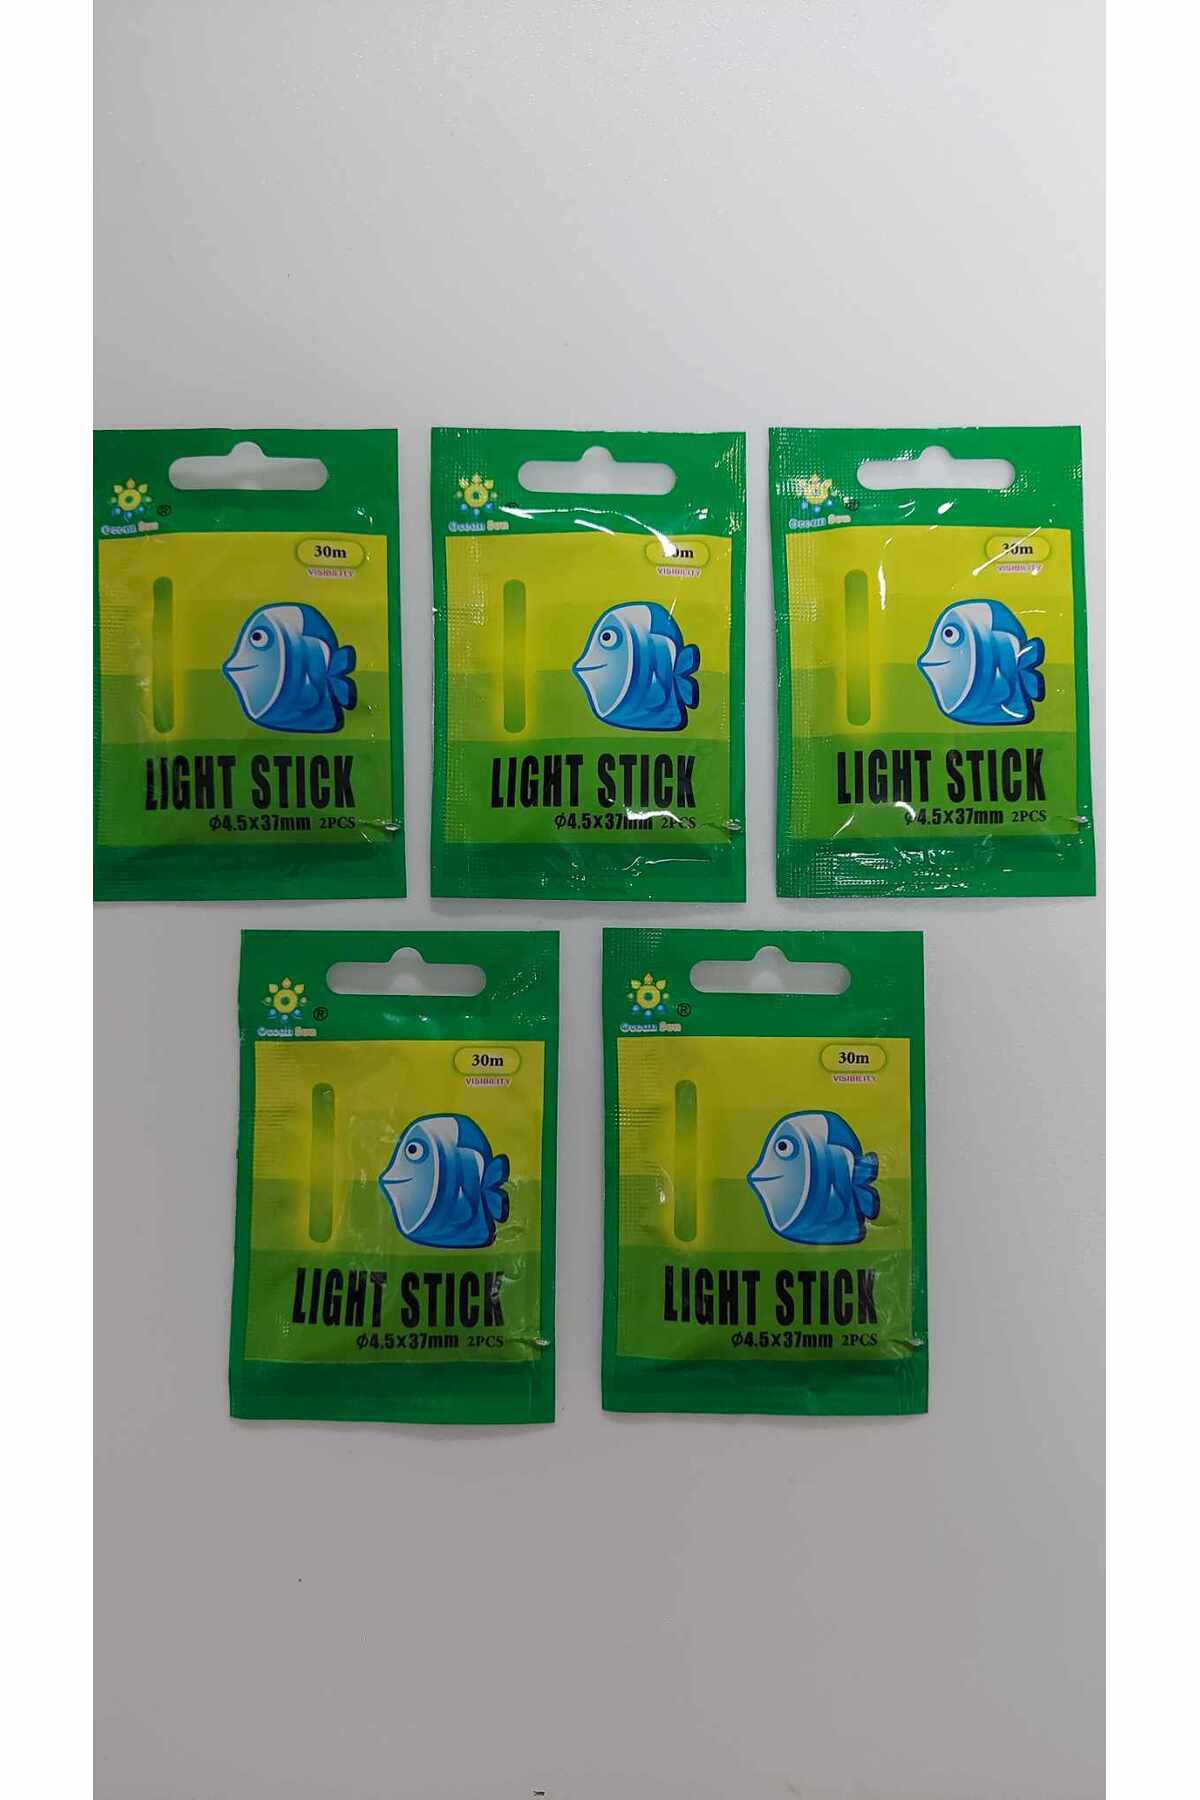 Ocean Sun ®
30m
VISIBILITY
LIGHT STICK
Φ4.5x37mm 2PCS
Ocean Sun
30m
VISIBILITY
LIGHT STICK
Φ4.5x37mm 2PCS
Ocean Sun ®
30m
VISIBILITY
LIGHT STICK
Φ4.5x37mm 2PCS
Ocean Sun ®
30m
VISIBILITY
LIGHT STICK
Φ4.5x37mm 2PCS
Ocean Sun ®
30m
VISIBILITY
LIGHT STICK
Φ4.5x37mm 2PCS